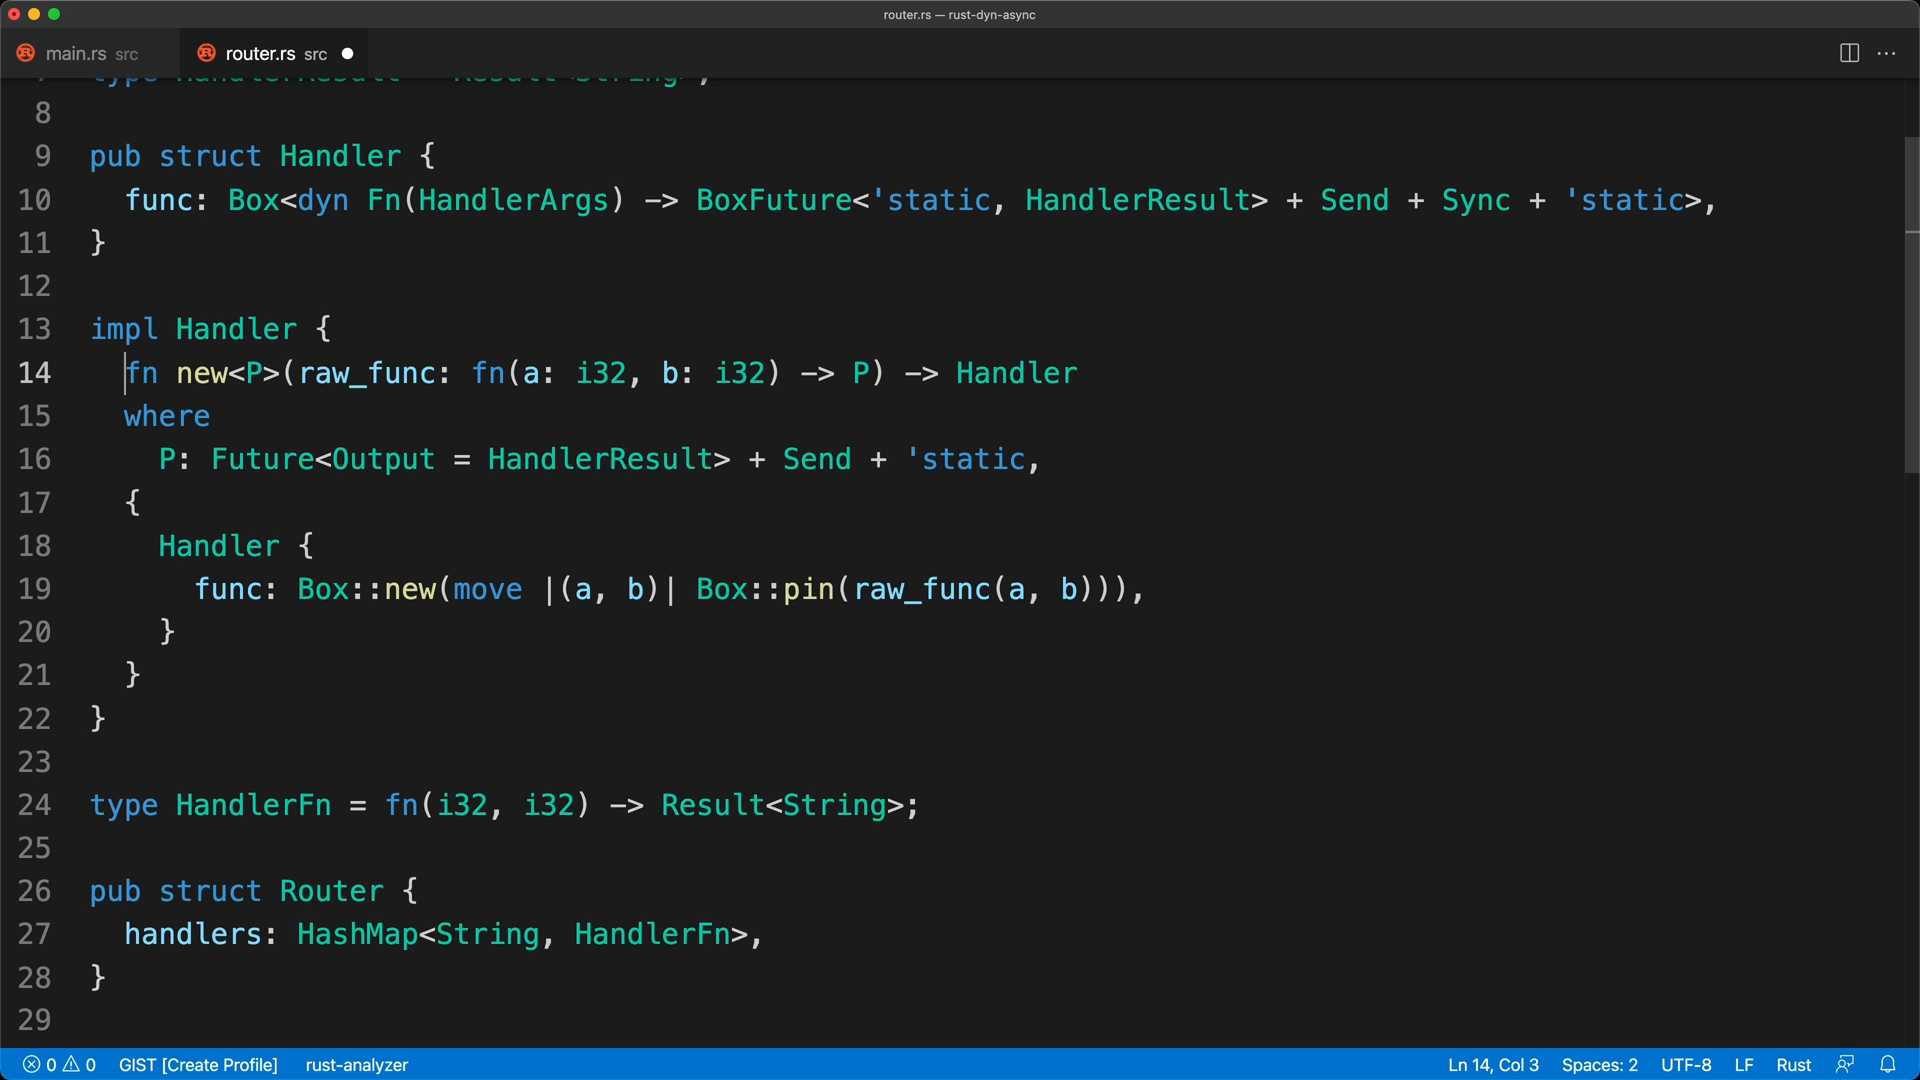 router.rs — rust-dyn-async
main.rs src
router.rs src
8
9 pub struct Handler {
10 func: Box<dyn Fn(HandlerArgs) -> BoxFuture<'static, HandlerResult> + Send + Sync + 'static>,
11 }
12
13 impl Handler {
14 fn new<P>(raw_func: fn(a: i32, b: i32) -> P) -> Handler
15 where
16 P: Future<Output = HandlerResult> + Send + 'static,
17 {
18 Handler {
19 func: Box::new(move |(a, b)| Box::pin(raw_func(a, b))),
20 }
21 }
22 }
23
24 type HandlerFn = fn(i32, i32) -> Result<String>;
25
26 pub struct Router {
27 handlers: HashMap<String, HandlerFn>,
28 }
29
0 0 GIST [Create Profile] rust-analyzer Ln 14, Col 3 Spaces: 2 UTF-8 LF Rust